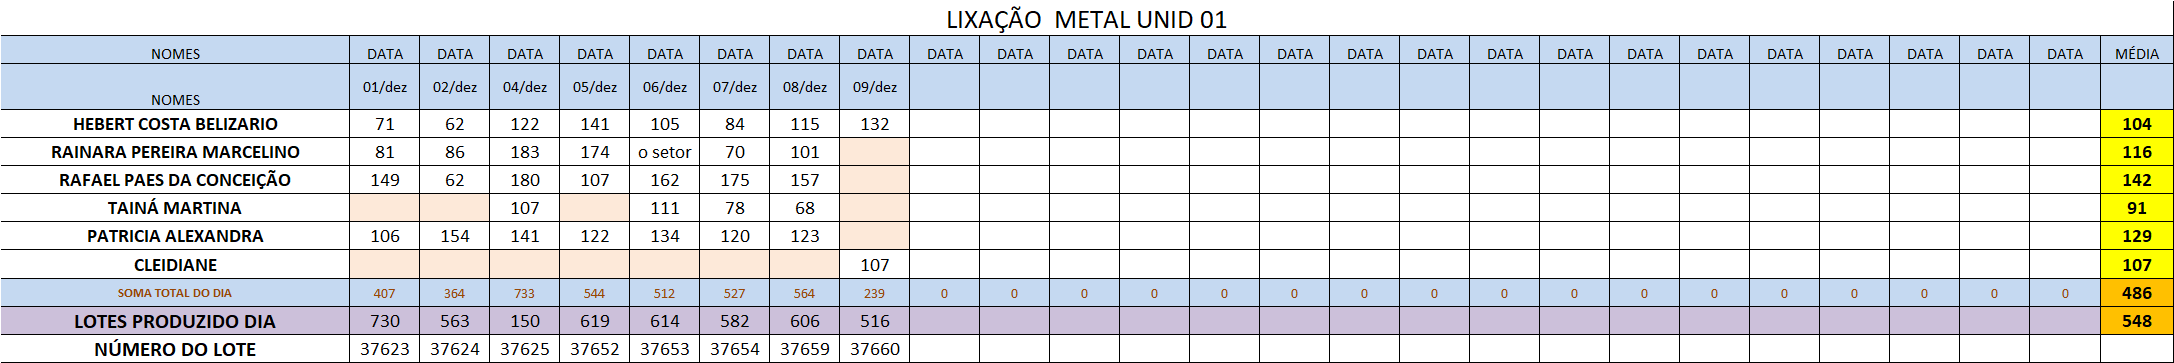 LIXAÇÃO METAL UNID 01
NOMES DATA DATA DATA DATA DATA DATA DATA DATA DATA DATA DATA DATA DATA DATA DATA DATA DATA DATA DATA DATA DATA DATA DATA DATA DATA MÉDIA
NOMES 01/dez 02/dez 04/dez 05/dez 06/dez 07/dez 08/dez 09/dez
HEBERT COSTA BELIZARIO 71 62 122 141 105 84 115 132 104
RAINARA PEREIRA MARCELINO 81 86 183 174 o setor 70 101 116
RAFAEL PAES DA CONCEIÇÃO 149 62 180 107 162 175 157 142
TAINÁ MARTINA 107 111 78 68 91
PATRICIA ALEXANDRA 106 154 141 122 134 120 123 129
CLEIDIANE 107 107
SOMA TOTAL DO DIA 407 364 733 544 512 527 564 239 0 0 0 0 0 0 0 0 0 0 0 0 0 0 0 0 0 486
LOTES PRODUZIDO DIA 730 563 150 619 614 582 606 516 548
NÚMERO DO LOTE 37623 37624 37625 37652 37653 37654 37659 37660